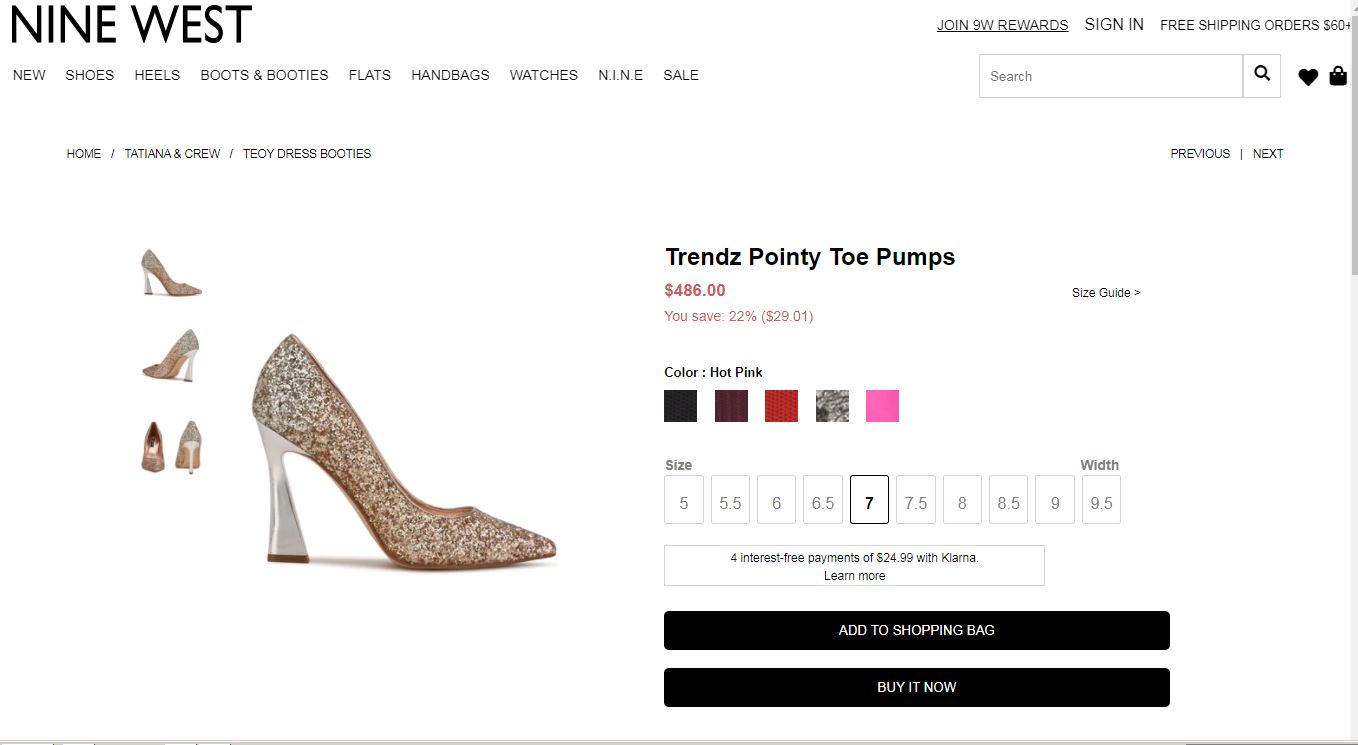 NINE WEST
JOIN 9W REWARDS SIGN IN FREE SHIPPING ORDERS $60+
NEW SHOES HEELS BOOTS & BOOTIES FLATS HANDBAGS WATCHES N.I.N.E SALE
Search
HOME / TATIANA & CREW / TEOY DRESS BOOTIES
PREVIOUS | NEXT
Trendz Pointy Toe Pumps
$486.00
Size Guide >
You save: 22% ($29.01)
Color : Hot Pink
Size Width
5 5.5 6 6.5 7 7.5 8 8.5 9 9.5
4 interest-free payments of $24.99 with Klarna.
Learn more
ADD TO SHOPPING BAG
BUY IT NOW